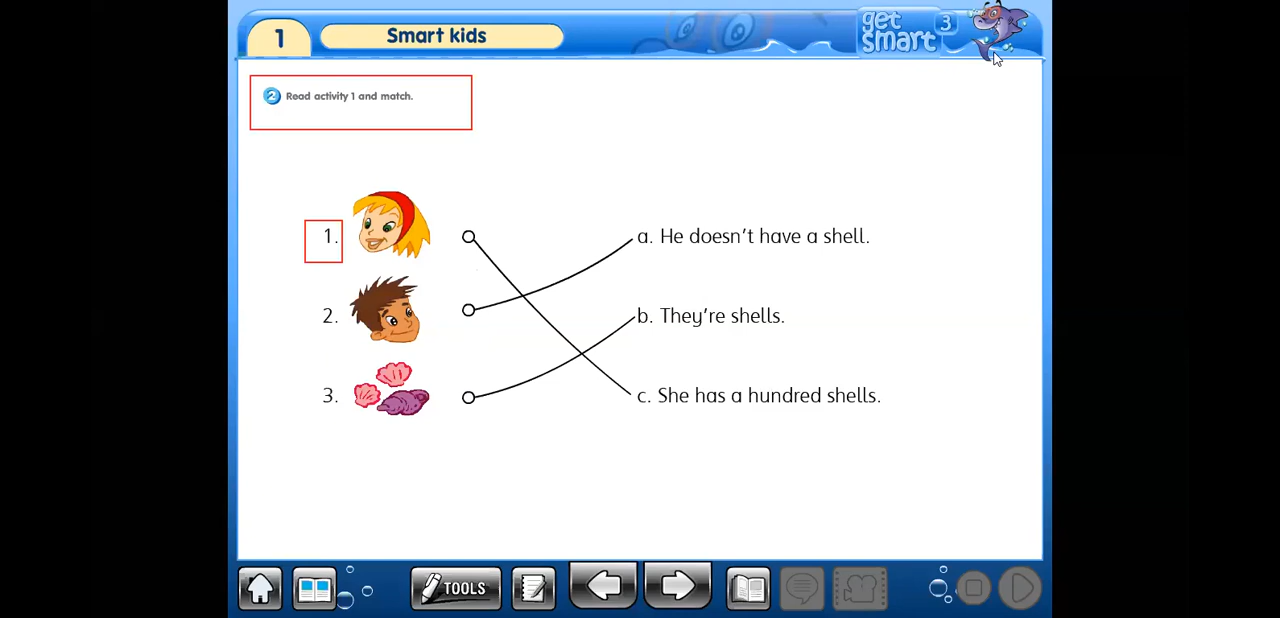 1
Smart kids
get
smart
3
2 Read activity 1 and match.
1.
a. He doesn't have a shell.
2.
b. They're shells.
3.
c. She has a hundred shells.
TOOLS